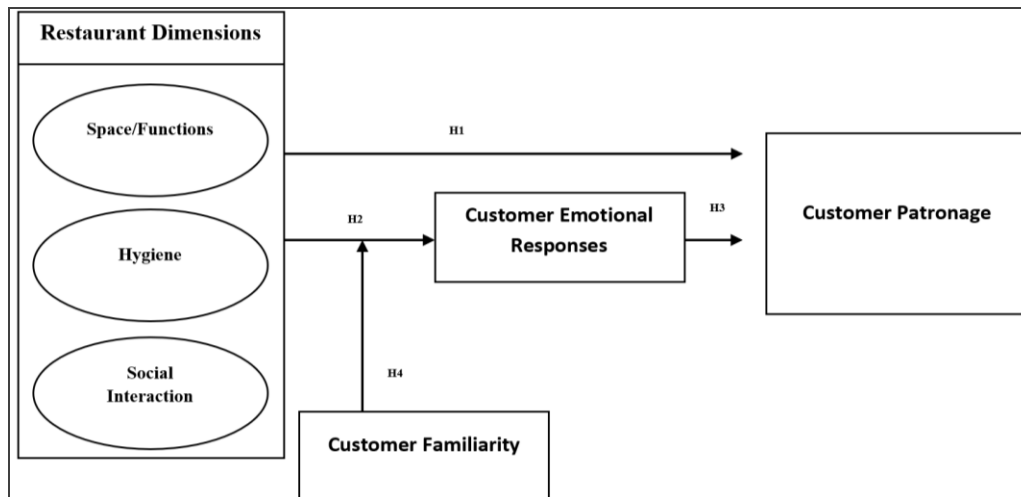 Restaurant Dimensions
Space/Functions
H1
Customer Patronage
Customer Emotional
Responses
H2
H3
Hygiene
Social
Interaction
H4
Customer Familiarity